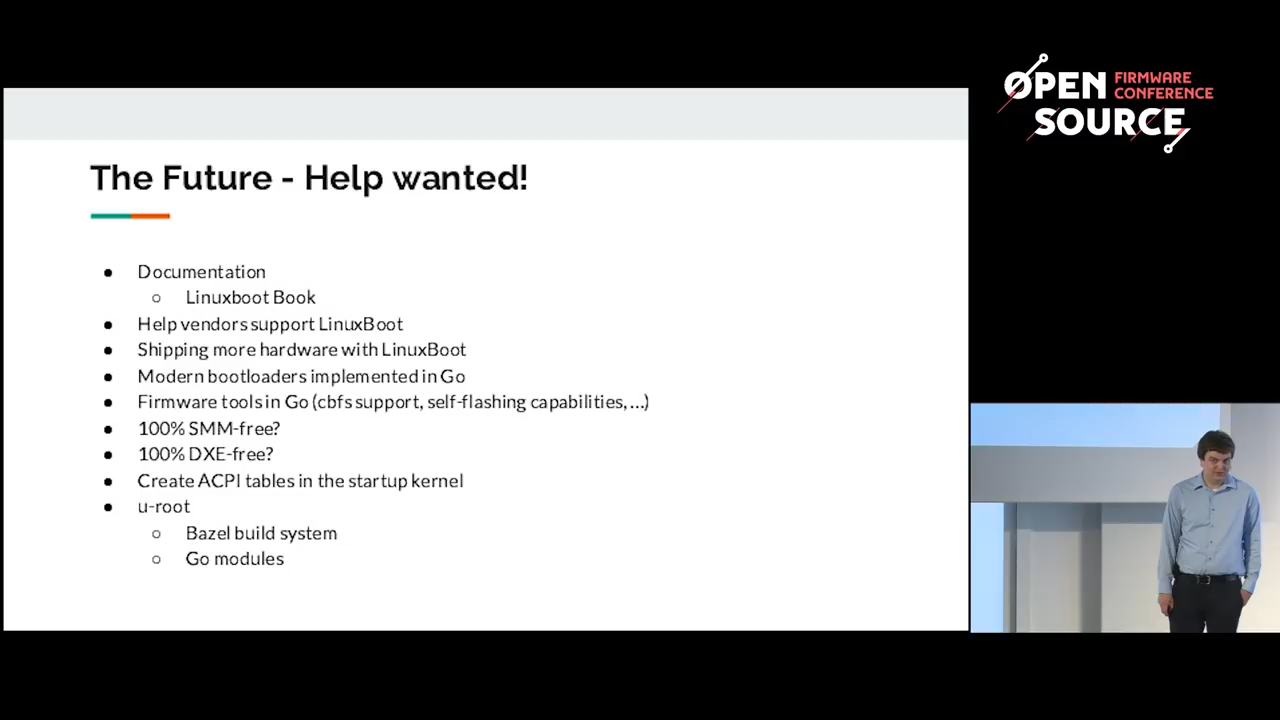 The Future - Help wanted!
● Documentation
○ Linuxboot Book
● Help vendors support LinuxBoot
● Shipping more hardware with LinuxBoot
● Modern bootloaders implemented in Go
● Firmware tools in Go (cbfs support, self-flashing capabilities, ...)
● 100% SMM-free?
● 100% DXE-free?
● Create ACPI tables in the startup kernel
● u-root
○ Bazel build system
○ Go modules
OPEN FIRMWARE CONFERENCE
SOURCE